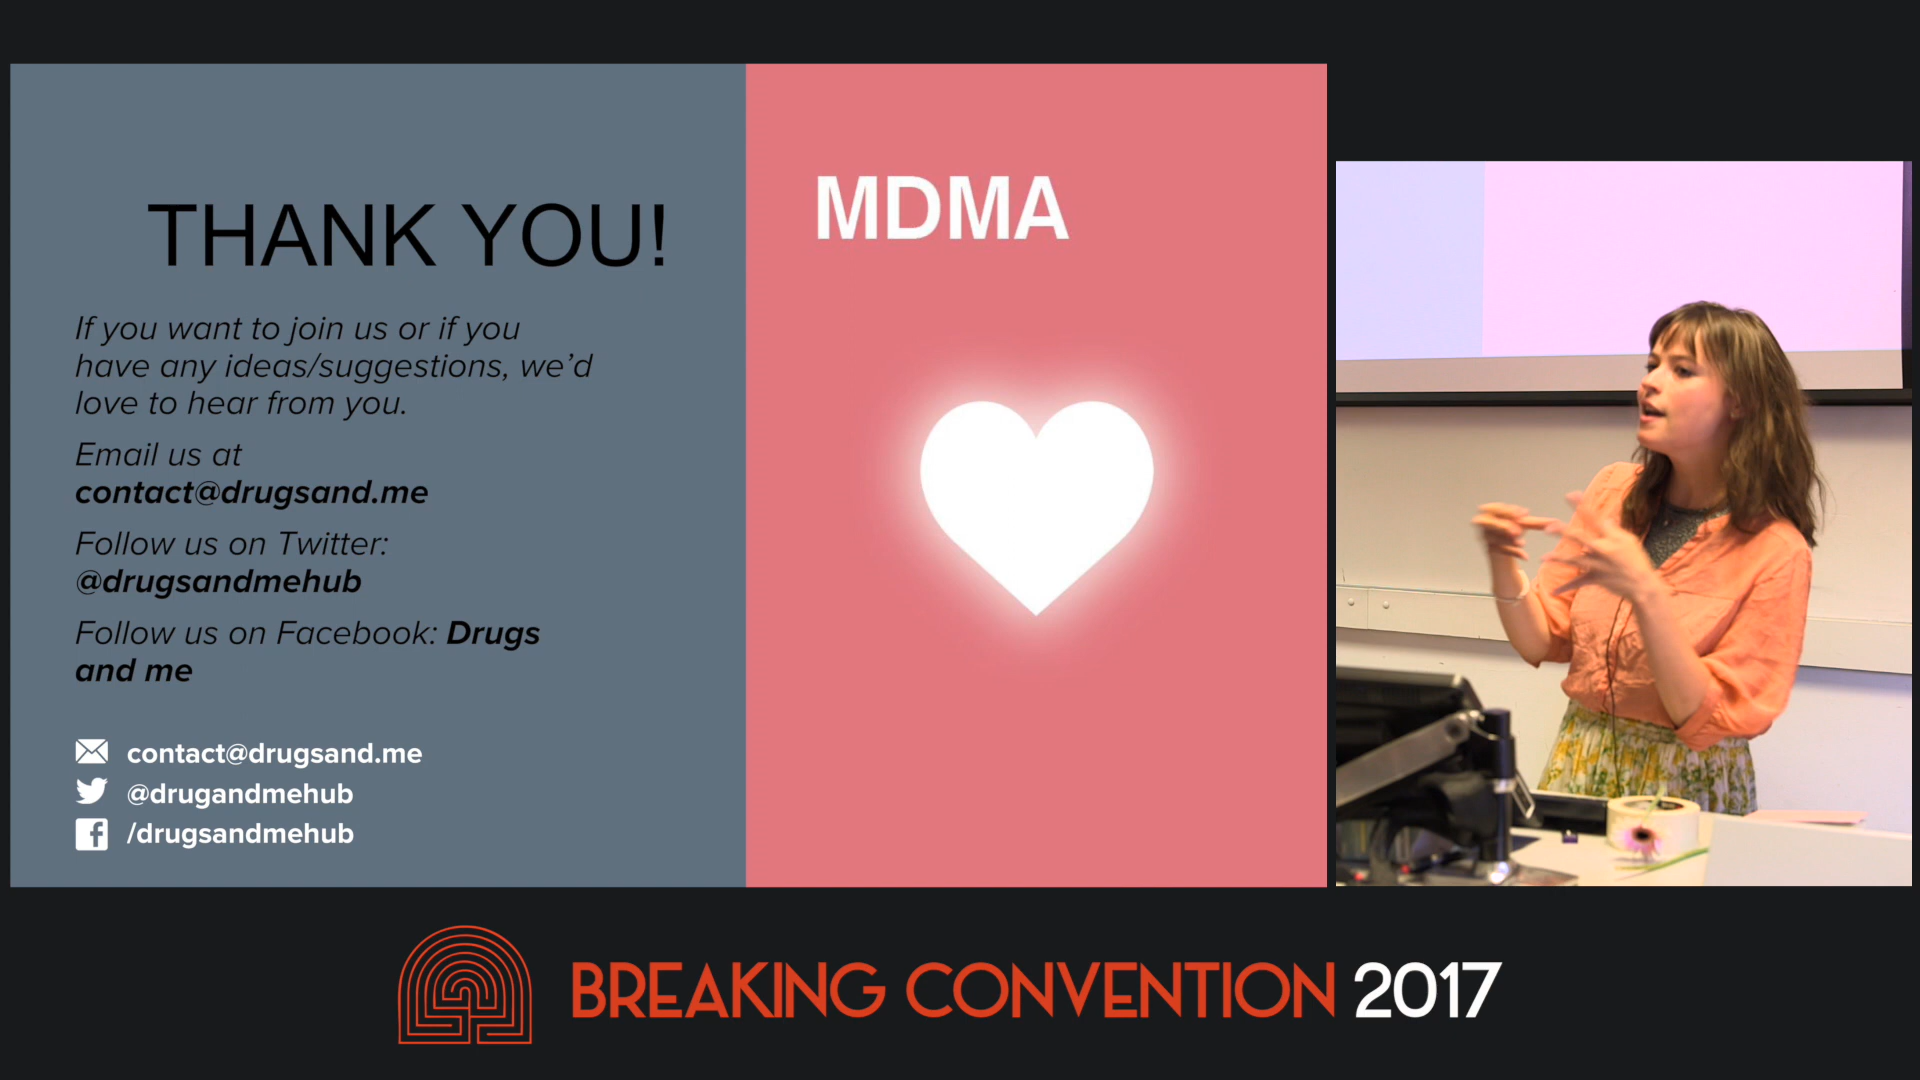 THANK YOU!
If you want to join us or if you
have any ideas/suggestions, we'd
love to hear from you.
Email us at
contact@drugsand.me
Follow us on Twitter:
@drugsandmehub
Follow us on Facebook: Drugs
and me
contact@drugsand.me
@drugandmehub
/drugsandmehub
MDMA
BREAKING CONVENTION 2017